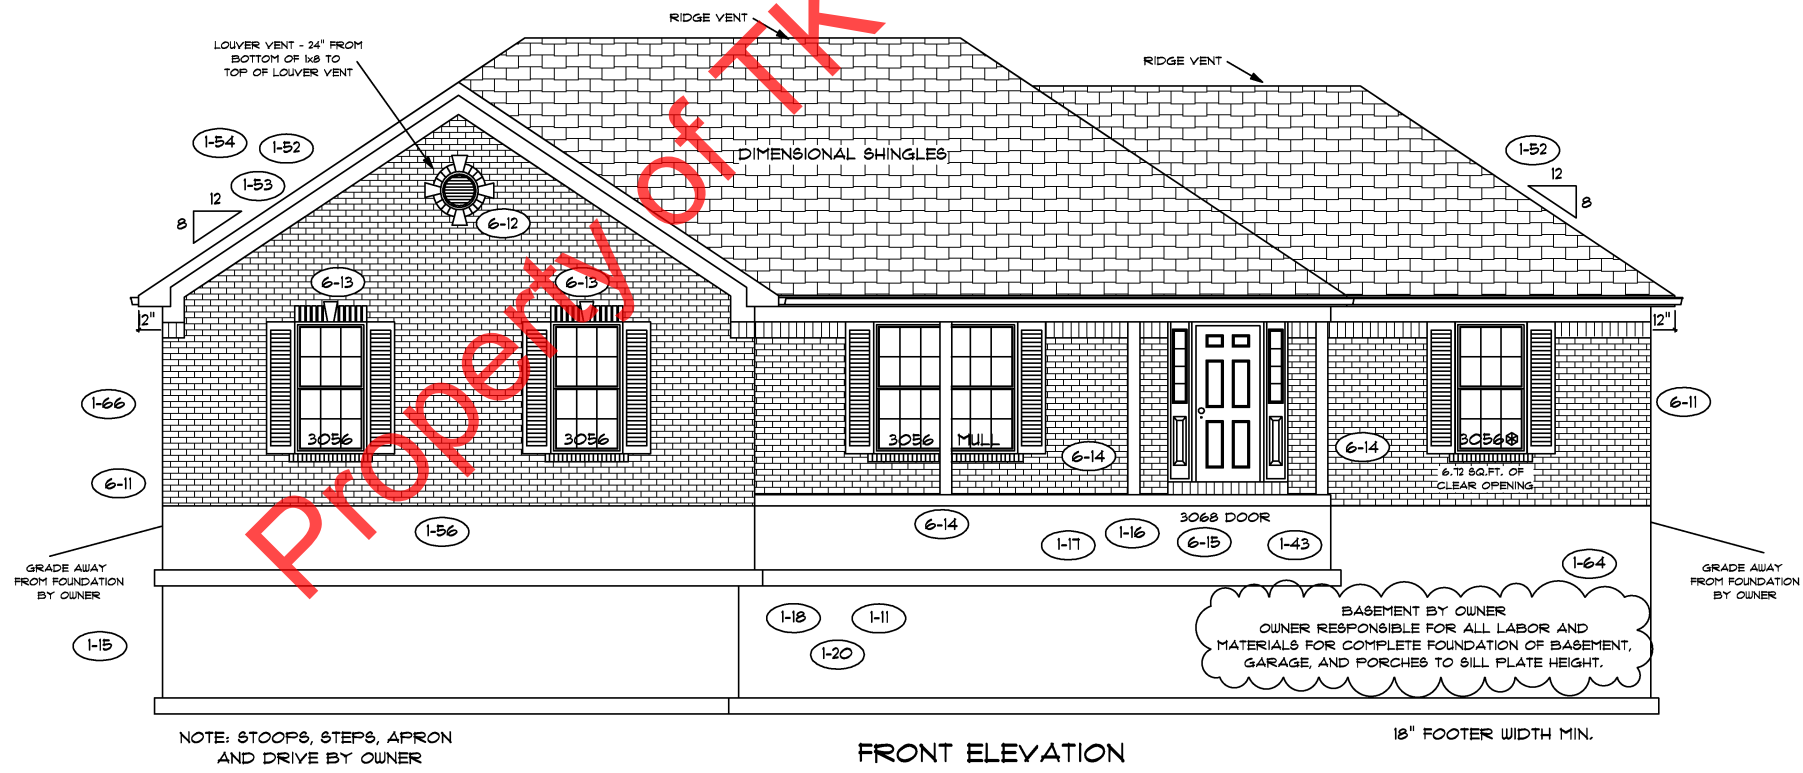 RIDGE VENT
LOUVER VENT - 24" FROM
BOTTOM OF 1x8 TO
TOP OF LOUVER VENT
RIDGE VENT
1-54
1-52
1-53
12
8
DIMENSIONAL SHINGLES
1-52
12
8
6-12
6-13
6-13
12"
12"
1-66
6-11
3056
3056
3056
MULL
3056
6-14
6-14
6.72 SQ.FT. OF
CLEAR OPENING
6-11
1-56
6-14
1-17
1-16
3068 DOOR
6-15
1-43
1-64
GRADE AWAY
FROM FOUNDATION
BY OWNER
GRADE AWAY
FROM FOUNDATION
BY OWNER
1-15
1-18
1-11
1-20
BASEMENT BY OWNER
OWNER RESPONSIBLE FOR ALL LABOR AND
MATERIALS FOR COMPLETE FOUNDATION OF BASEMENT,
GARAGE, AND PORCHES TO SILL PLATE HEIGHT.
NOTE: STOOPS, STEPS, APRON
AND DRIVE BY OWNER
FRONT ELEVATION
18" FOOTER WIDTH MIN.
Property of TK